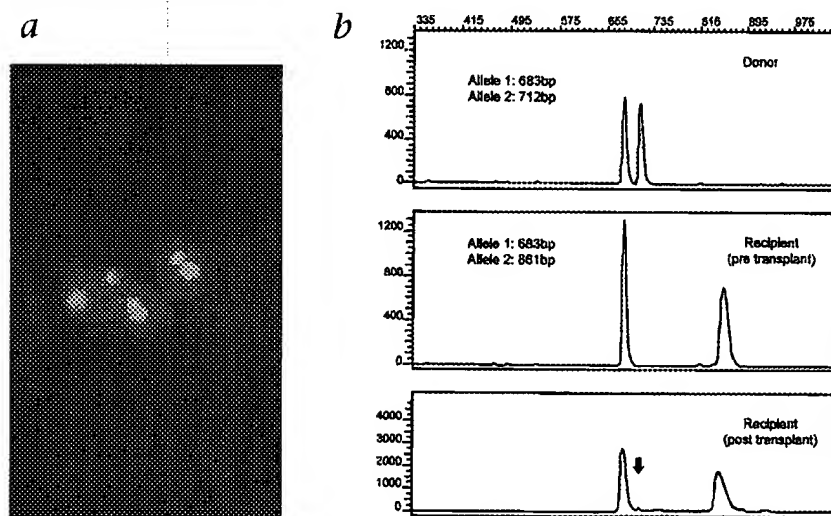 a
b
335 415 495 575 655 735 816 895 975
1200
800
400
0
Donor
Allele 1: 683bp
Allele 2: 712bp
1200
800
400
0
Allele 1: 683bp
Allele 2: 861bp
Recipient
(pre transplant)
4000
3000
2000
1000
0
Recipient
(post transplant)